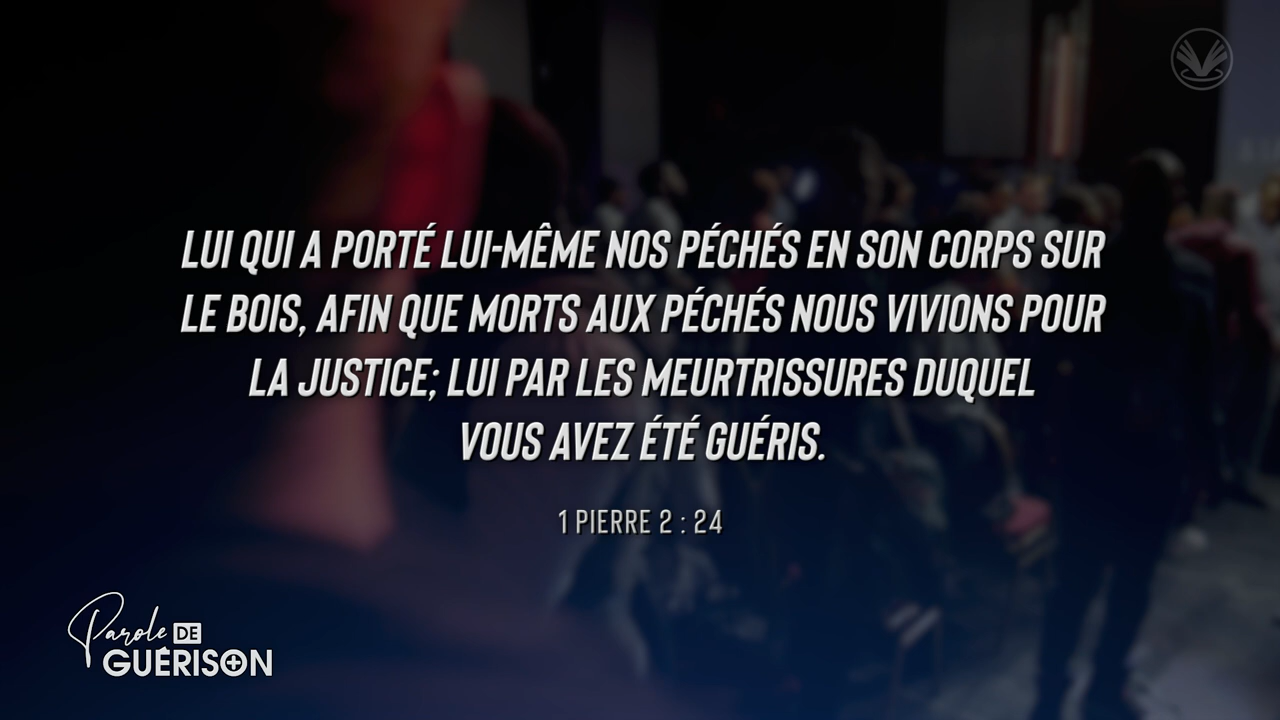 LUI QUI A PORTÉ LUI-MÊME NOS PÉCHÉS EN SON CORPS SUR
LE BOIS, AFIN QUE MORTS AUX PÉCHÉS NOUS VIVIONS POUR
LA JUSTICE; LUI PAR LES MEURTRISSURES DUQUEL
VOUS AVEZ ÉTÉ GUÉRIS.
1 PIERRE 2 : 24
Parole DE
GUÉRISON